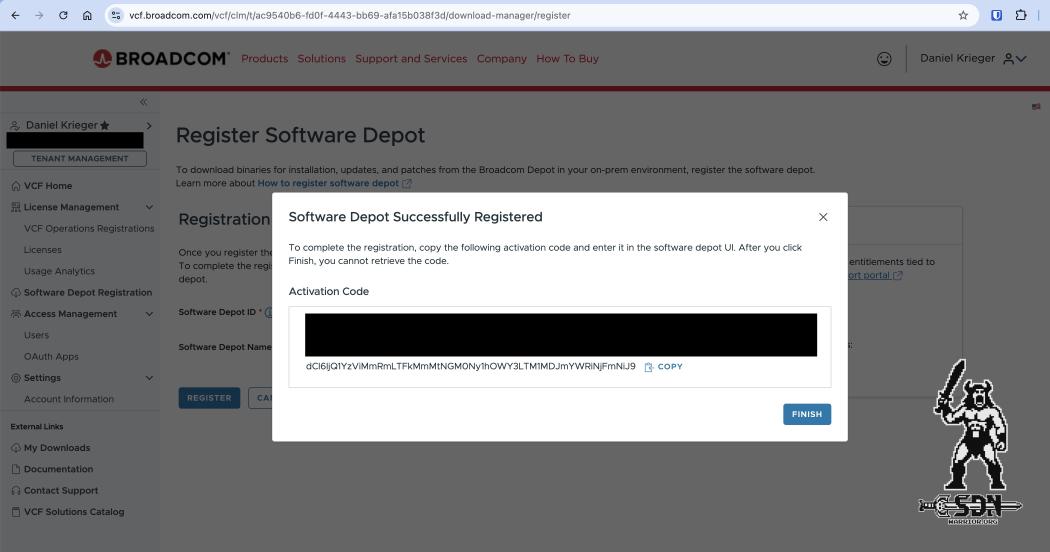 vcf.broadcom.com/vcf/clm/t/ac9540b6-fd0f-4443-bb69-afa15b038f3d/download-manager/register
BROADCOM
Products Solutions Support and Services Company How To Buy
Daniel Krieger
Daniel Krieger
TENANT MANAGEMENT
VCF Home
License Management
VCF Operations Registrations
Licenses
Usage Analytics
Software Depot Registration
Access Management
Users
OAuth Apps
Settings
Account Information
External Links
My Downloads
Documentation
Contact Support
VCF Solutions Catalog
Register Software Depot
To download binaries for installation, updates, and patches from the Broadcom Depot in your on-prem environment, register the software depot.
Learn more about How to register software depot
Registration
Once you register the
To complete the regi
depot.
Software Depot ID *
Software Depot Name
REGISTER
CAN
entitlements tied to
ort portal
s:
Software Depot Successfully Registered
To complete the registration, copy the following activation code and enter it in the software depot UI. After you click
Finish, you cannot retrieve the code.
Activation Code
COPY
FINISH
SDN
WARRIOR.ORG